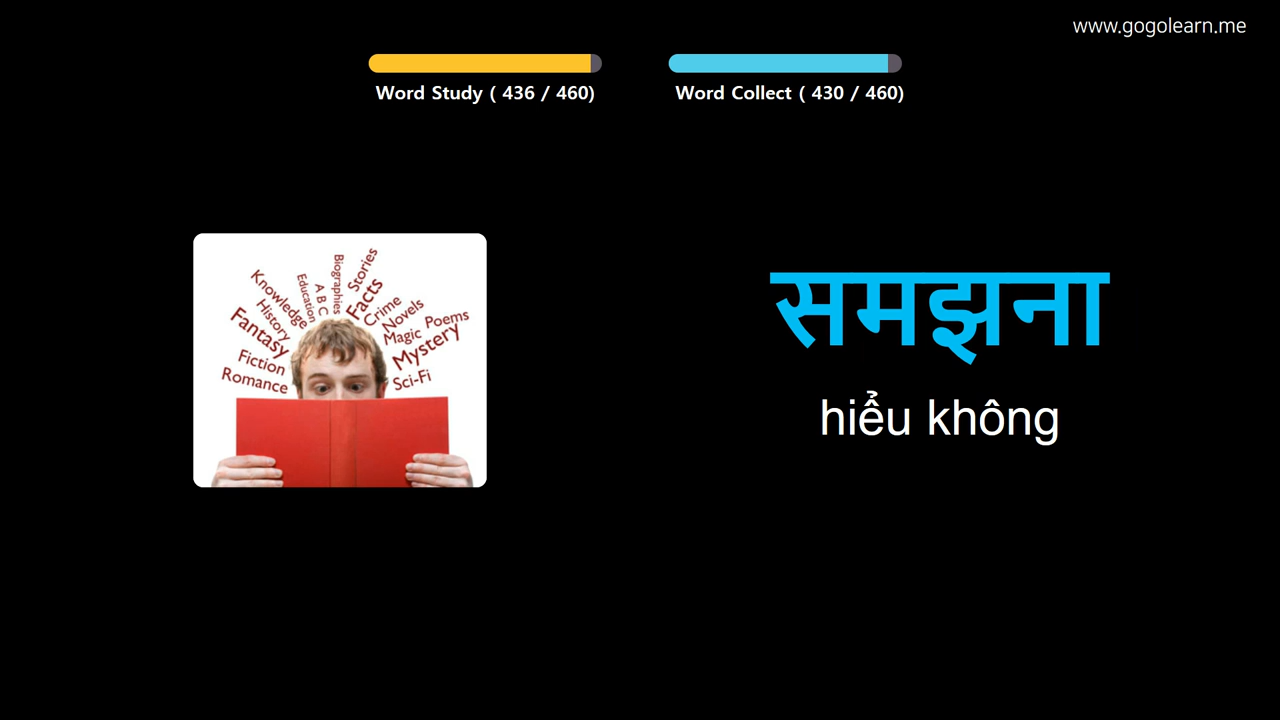 www.gogolearn.me
Word Study ( 436 / 460)
Word Collect ( 430 / 460)
Biographies
Stories
Knowledge
Education
A B C
Facts
History
Crime
Novels
Fantasy
Magic
Poems
Mystery
Fiction
Romance
Sci-Fi
समझना
hiểu không